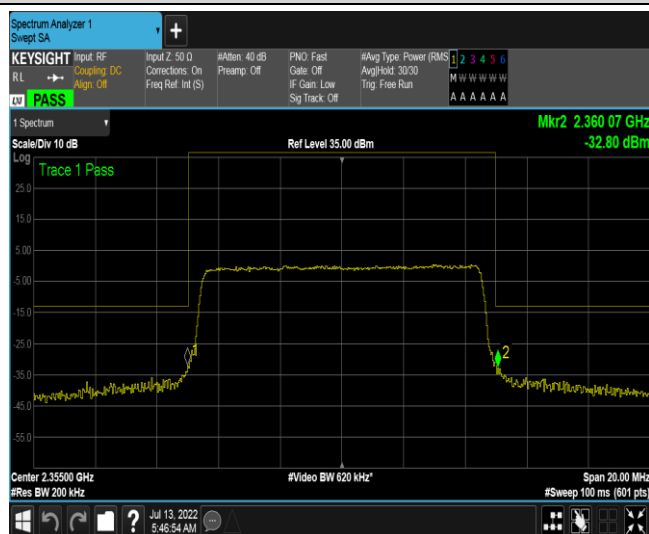 Spectrum Analyzer 1
Swept SA
+
KEYSIGHT
RL
LXI PASS
Input: RF
Coupling: DC
Align: Off
Input Z: 50 Ω
Corrections: On
Freq Ref: Int (S)
#Atten: 40 dB
Preamp: Off
PNO: Fast
Gate: Off
IF Gain: Low
Sig Track: Off
#Avg Type: Power (RMS
Avg|Hold: 30/30
Trig: Free Run
1 2 3 4 5 6
M W W W W W
A A A A A A
1 Spectrum
Mkr2 2.360 07 GHz
Scale/Div 10 dB
Ref Level 35.00 dBm
-32.80 dBm
Log
Trace 1 Pass
25.0
15.0
5.00
-5.00
-15.0
-25.0
-35.0
-45.0
-55.0
1
2
Center 2.35500 GHz
#Video BW 620 kHz*
Span 20.00 MHz
#Res BW 200 kHz
#Sweep 100 ms (601 pts)
?
Jul 13, 2022
5:46:54 AM